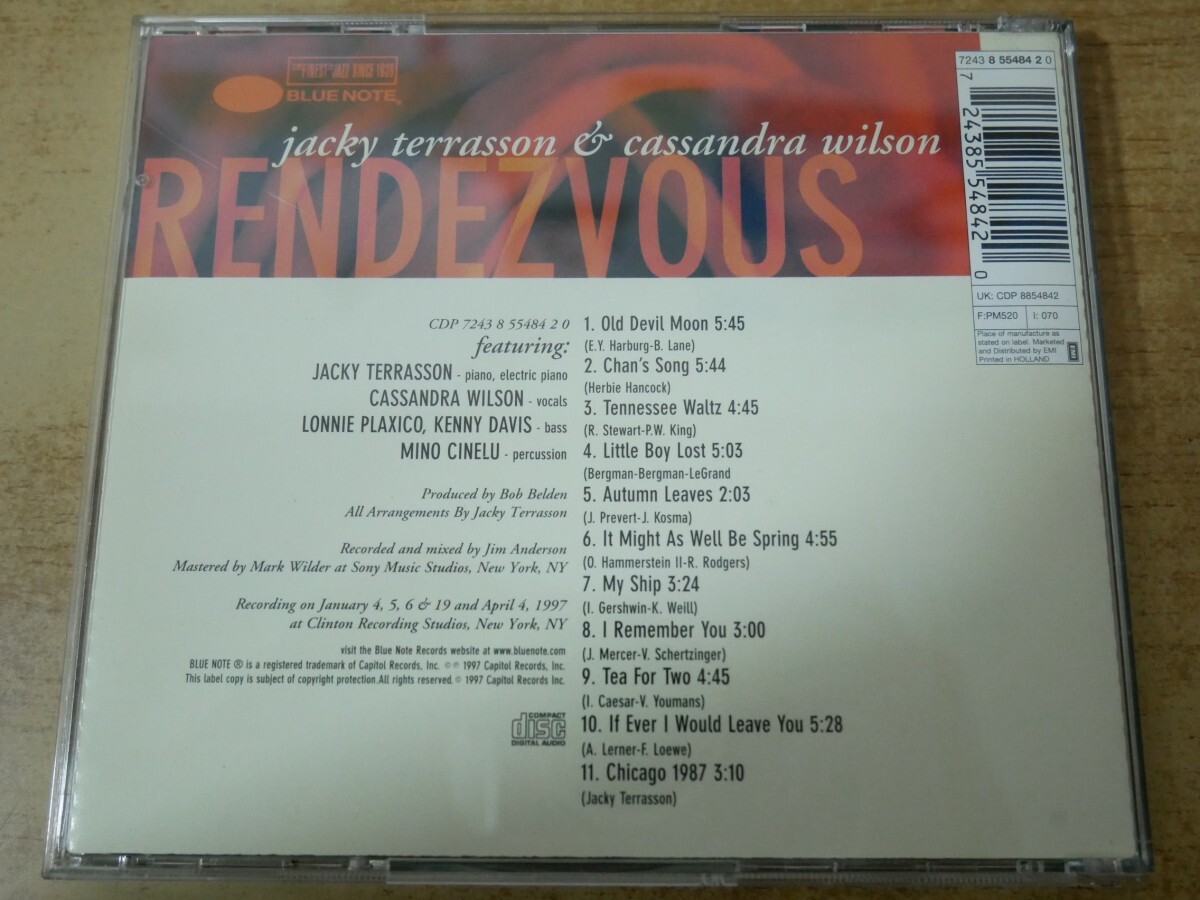 THE FINEST IN JAZZ SINCE 1939
BLUE NOTE®
jacky terrasson & cassandra wilson
RENDEZVOUS
7243 8 55484 2 0
7 24385 54842 0
UK: CDP 8854842
F:PM520 I: 070
Place of manufacture as
stated on label. Marketed
and Distributed by EMI
Printed in HOLLAND
EMI
CDP 7243 8 55484 2 0
featuring:
JACKY TERRASSON - piano, electric piano
CASSANDRA WILSON - vocals
LONNIE PLAXICO, KENNY DAVIS - bass
MINO CINELU - percussion
Produced by Bob Belden
All Arrangements By Jacky Terrasson
Recorded and mixed by Jim Anderson
Mastered by Mark Wilder at Sony Music Studios, New York, NY
Recording on January 4, 5, 6 & 19 and April 4, 1997
at Clinton Recording Studios, New York, NY
visit the Blue Note Records website at www.bluenote.com
BLUE NOTE ® is a registered trademark of Capitol Records, Inc. ℗ © 1997 Capitol Records, Inc.
This label copy is subject of copyright protection.All rights reserved. © 1997 Capitol Records Inc.
COMPACT
disc
DIGITAL AUDIO
1. Old Devil Moon 5:45
(E.Y. Harburg-B. Lane)
2. Chan's Song 5:44
(Herbie Hancock)
3. Tennessee Waltz 4:45
(R. Stewart-P.W. King)
4. Little Boy Lost 5:03
(Bergman-Bergman-LeGrand
5. Autumn Leaves 2:03
(J. Prevert-J. Kosma)
6. It Might As Well Be Spring 4:55
(O. Hammerstein II-R. Rodgers)
7. My Ship 3:24
(I. Gershwin-K. Weill)
8. I Remember You 3:00
(J. Mercer-V. Schertzinger)
9. Tea For Two 4:45
(I. Caesar-V. Youmans)
10. If Ever I Would Leave You 5:28
(A. Lerner-F. Loewe)
11. Chicago 1987 3:10
(Jacky Terrasson)